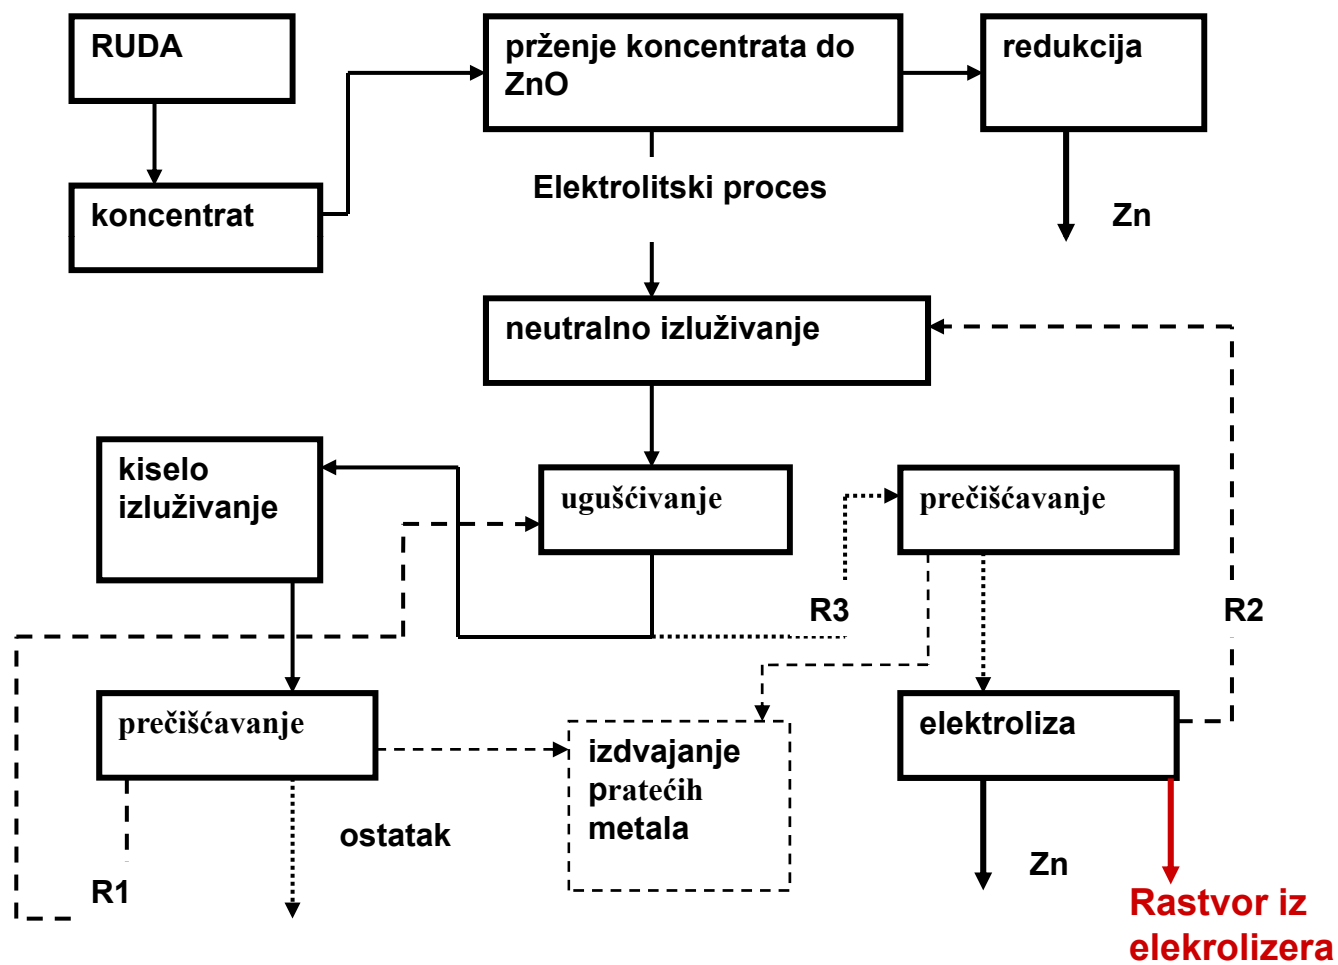 RUDA
prženje koncentrata do
ZnO
redukcija
koncentrat
Elektrolitski proces
Zn
neutralno izluživanje
kiselo
izluživanje
ugušćivanje
prečišćavanje
R3
R2
prečišćavanje
izdvajanje
pratećih
metala
elektroliza
ostatak
R1
Zn
Rastvor iz
elekrolizera